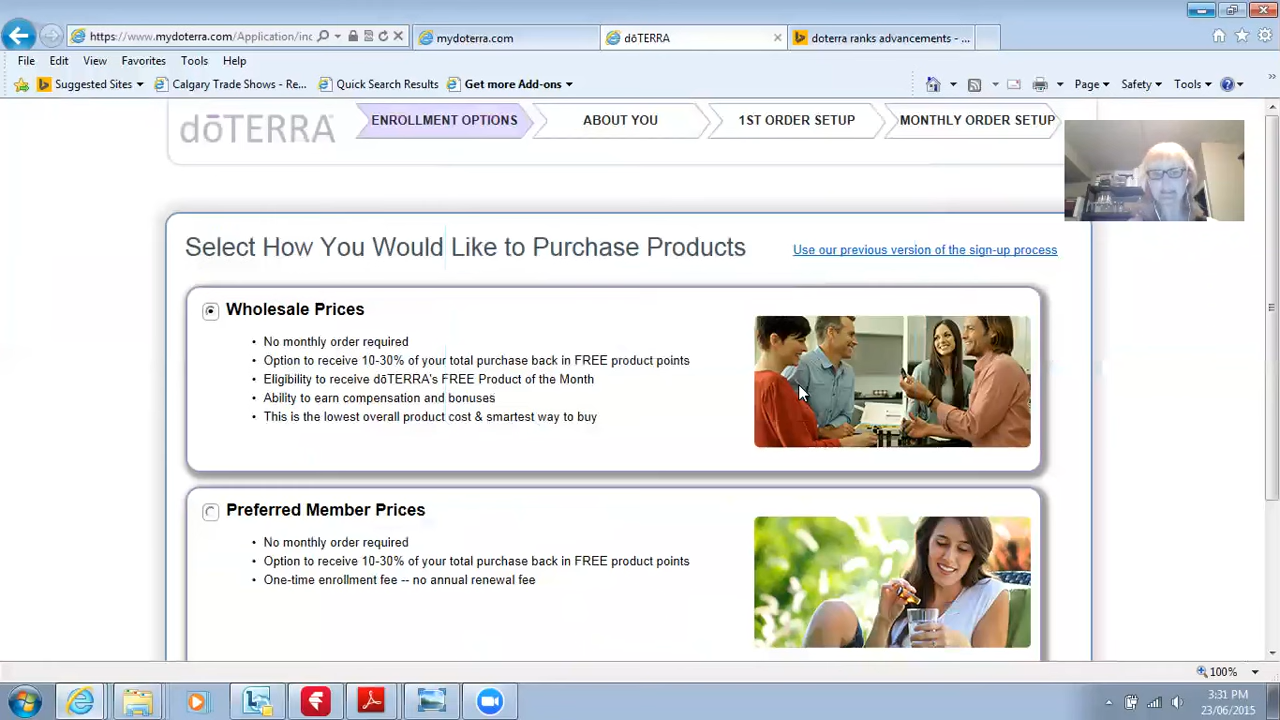 https://www.mydoterra.com/Application/inc
mydoterra.com
dōTERRA
doterra ranks advancements - ...
File Edit View Favorites Tools Help
Suggested Sites
Calgary Trade Shows - Re...
Quick Search Results
Get more Add-ons
Page
Safety
Tools
dōTERRA
ENROLLMENT OPTIONS
ABOUT YOU
1ST ORDER SETUP
MONTHLY ORDER SETUP
Select How You Would Like to Purchase Products
Use our previous version of the sign-up process
Wholesale Prices
• No monthly order required
• Option to receive 10-30% of your total purchase back in FREE product points
• Eligibility to receive dōTERRA's FREE Product of the Month
• Ability to earn compensation and bonuses
• This is the lowest overall product cost & smartest way to buy
Preferred Member Prices
• No monthly order required
• Option to receive 10-30% of your total purchase back in FREE product points
• One-time enrollment fee -- no annual renewal fee
100%
3:31 PM
23/06/2015